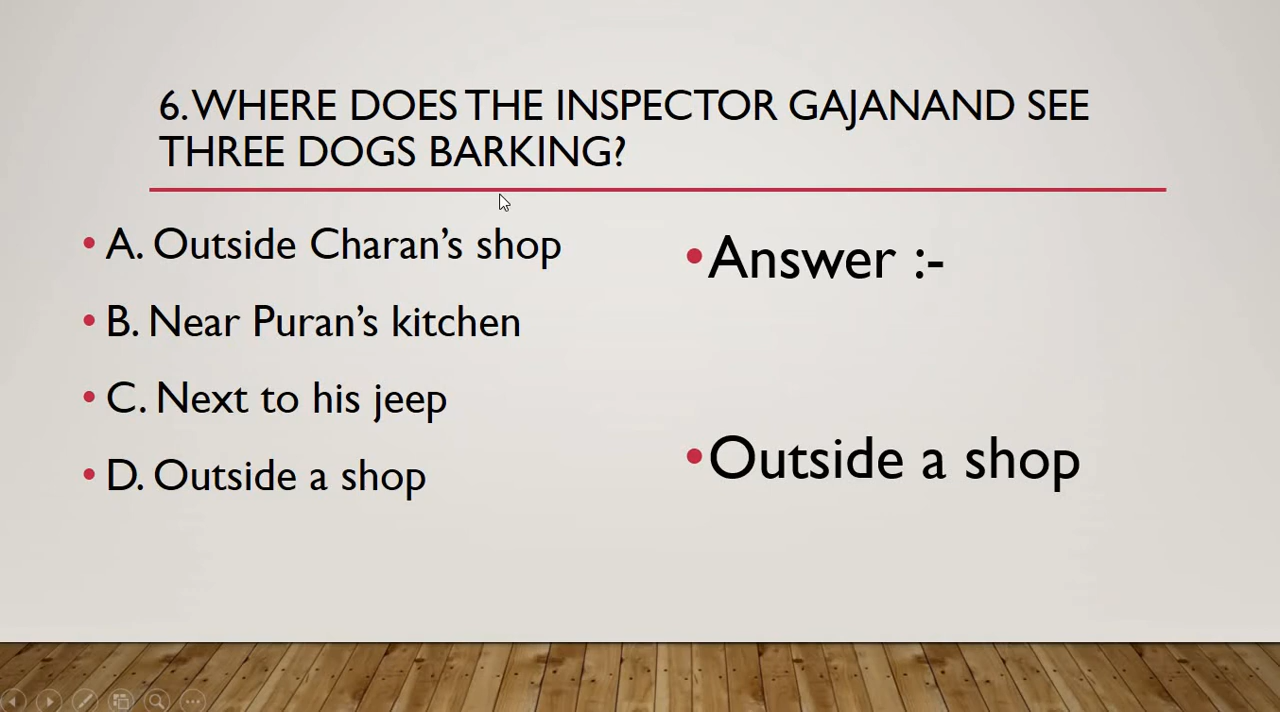 6. WHERE DOES THE INSPECTOR GAJANAND SEE
THREE DOGS BARKING?
• A. Outside Charan’s shop
• B. Near Puran’s kitchen
• C. Next to his jeep
• D. Outside a shop
• Answer :-
• Outside a shop